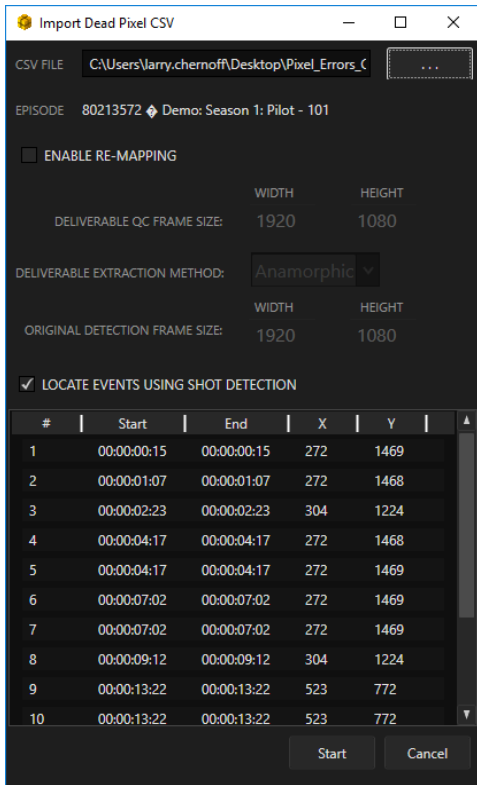 Import Dead Pixel CSV
CSV FILE C:\Users\larry.chernoff\Desktop\Pixel_Errors_C ...
EPISODE 80213572 � Demo: Season 1: Pilot - 101
ENABLE RE-MAPPING
WIDTH HEIGHT
DELIVERABLE QC FRAME SIZE: 1920 1080
DELIVERABLE EXTRACTION METHOD: Anamorphic
WIDTH HEIGHT
ORIGINAL DETECTION FRAME SIZE: 1920 1080
LOCATE EVENTS USING SHOT DETECTION
# Start End X Y
1 00:00:00:15 00:00:00:15 272 1469
2 00:00:01:07 00:00:01:07 272 1468
3 00:00:02:23 00:00:02:23 304 1224
4 00:00:04:17 00:00:04:17 272 1468
5 00:00:04:17 00:00:04:17 272 1469
6 00:00:07:02 00:00:07:02 272 1469
7 00:00:07:02 00:00:07:02 272 1469
8 00:00:09:12 00:00:09:12 304 1224
9 00:00:13:22 00:00:13:22 523 772
10 00:00:13:22 00:00:13:22 523 772
Start Cancel